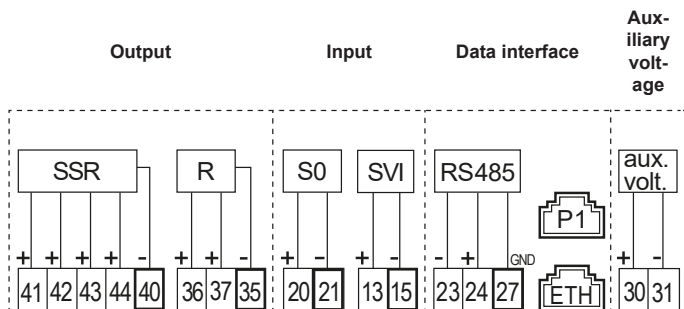 Output Input Data interface Aux-
iliary
volt-
age
SSR R S0 SVI RS485 aux.
volt.
P1
+ + + + - + + - + - + - - + GND + -
41 42 43 44 40 36 37 35 20 21 13 15 23 24 27 ETH 30 31